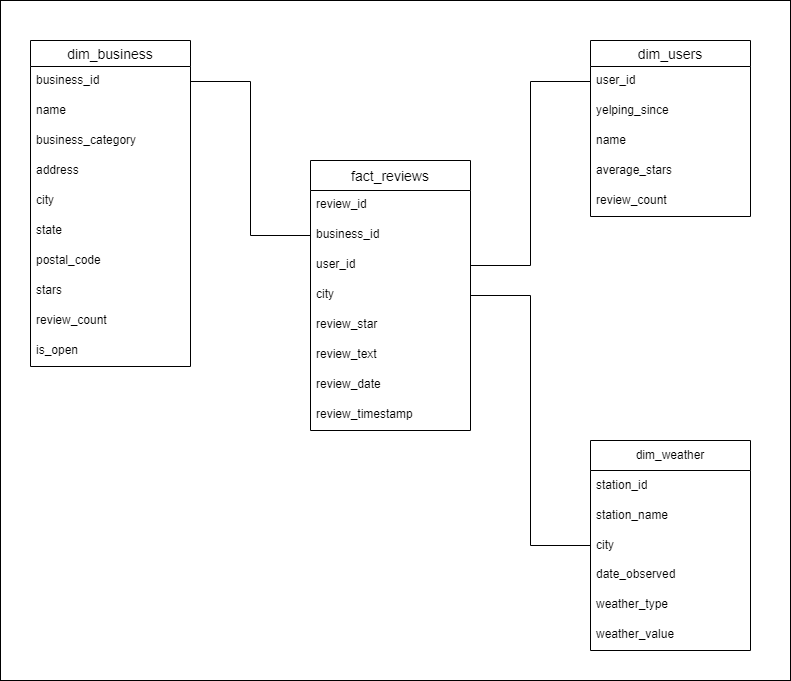 dim_business
business_id
name
business_category
address
city
state
postal_code
stars
review_count
is_open
fact_reviews
review_id
business_id
user_id
city
review_star
review_text
review_date
review_timestamp
dim_users
user_id
yelping_since
name
average_stars
review_count
dim_weather
station_id
station_name
city
date_observed
weather_type
weather_value